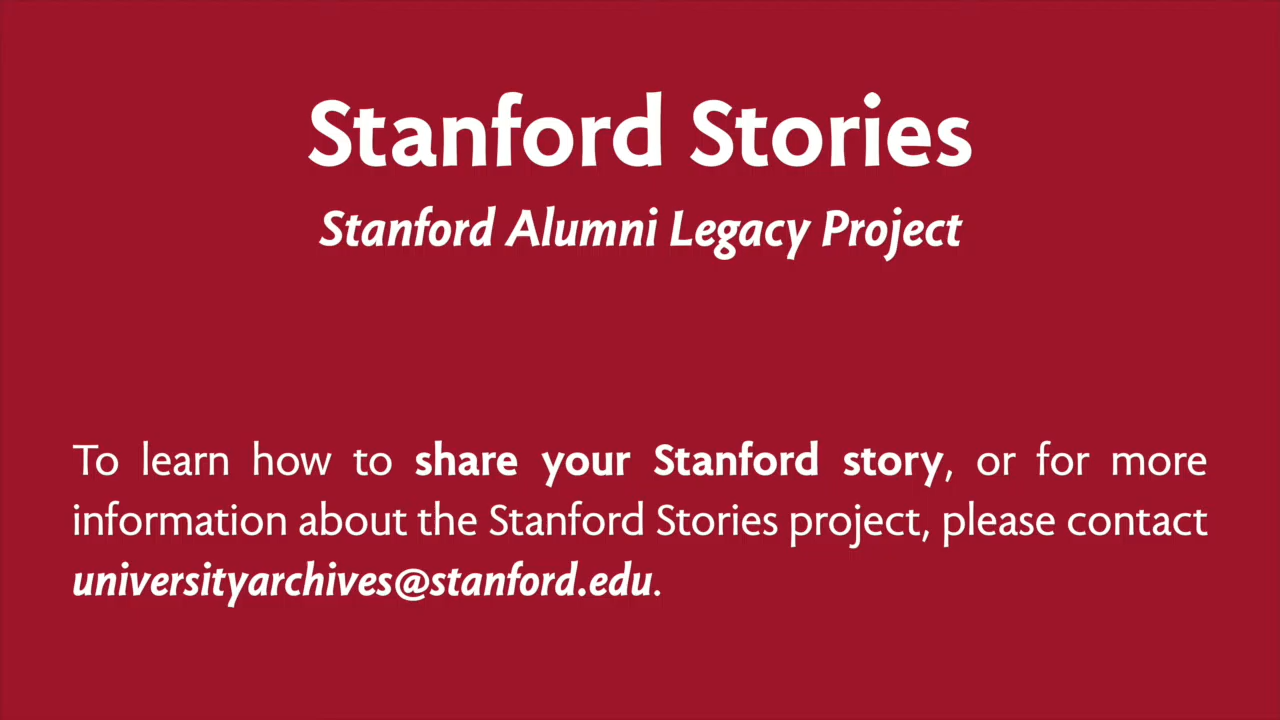 Stanford Stories
Stanford Alumni Legacy Project
To learn how to share your Stanford story, or for more
information about the Stanford Stories project, please contact
universityarchives@stanford.edu.